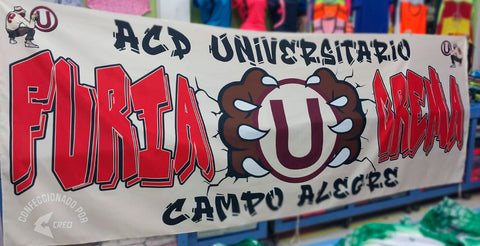 ACD UNIVERSITARIO
FURIA U CREMA
CAMPO ALEGRE
CONFECCIONADO POR
CREO